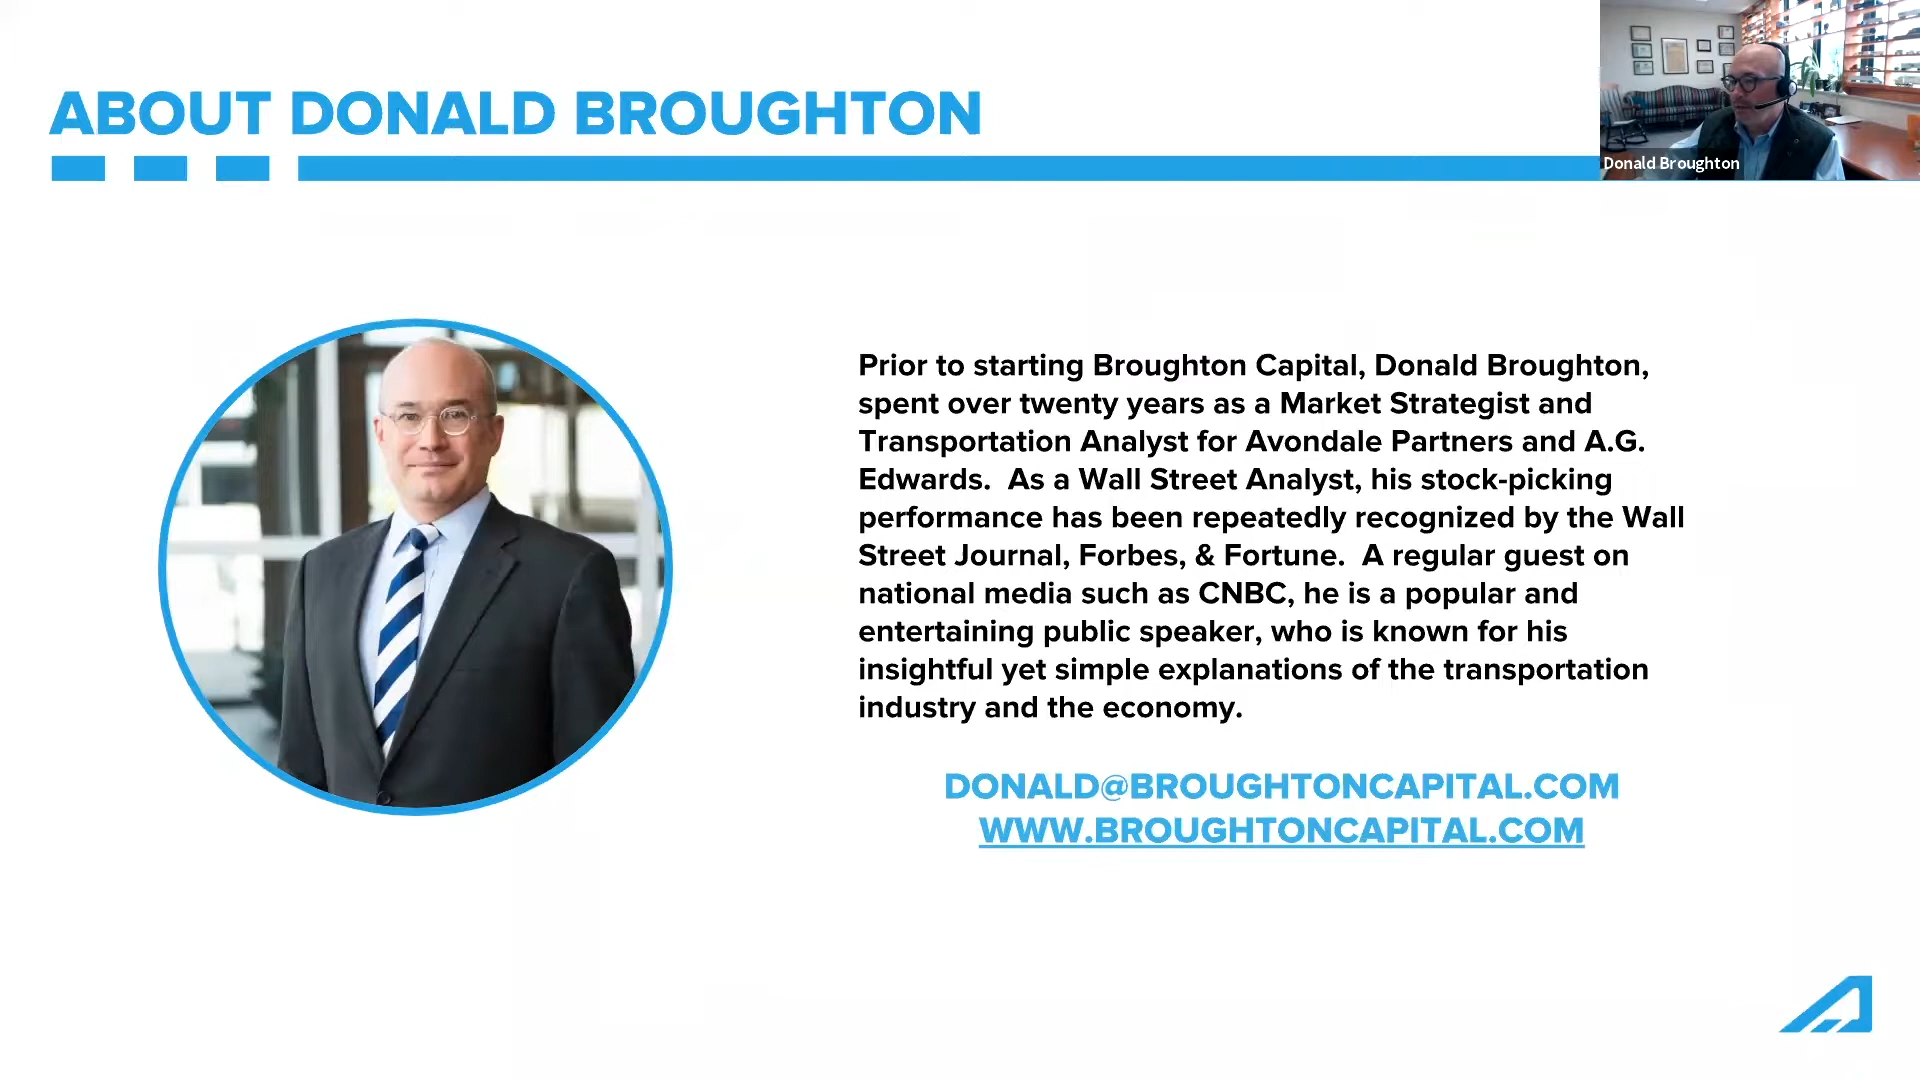 ABOUT DONALD BROUGHTON
Donald Broughton
Prior to starting Broughton Capital, Donald Broughton,
spent over twenty years as a Market Strategist and
Transportation Analyst for Avondale Partners and A.G.
Edwards.  As a Wall Street Analyst, his stock-picking
performance has been repeatedly recognized by the Wall
Street Journal, Forbes, & Fortune.  A regular guest on
national media such as CNBC, he is a popular and
entertaining public speaker, who is known for his
insightful yet simple explanations of the transportation
industry and the economy.
DONALD@BROUGHTONCAPITAL.COM
WWW.BROUGHTONCAPITAL.COM